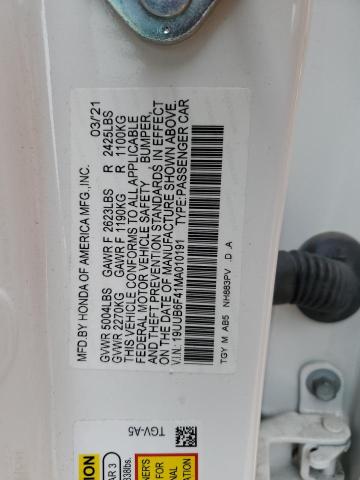 MFD.BY HONDA OF AMERICA MFG.,INC. 03/'21
GVWR 5004LBS GAWR F 2623LBS R 2425LBS
GVWR 2270KG GAWR F 1190KG R 1100KG
THIS VEHICLE CONFORMS TO ALL APPLICABLE
FEDERAL MOTOR VEHICLE SAFETY BUMPER,
AND THEFT PREVENTION STANDARDS IN EFFECT
ON THE DATE OF MANUFACTURE SHOWN ABOVE.
V.I.N.: 19UUB6F41MA010191 TYPE:PASSENGER CAR
TGY M AB5 NH883PV .D .A
TGV-A5